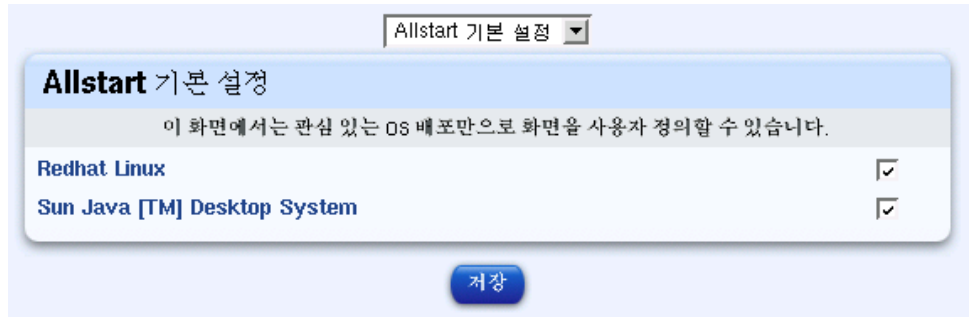 Allstart 기본 설정
Allstart 기본 설정
이 화면에서는 관심 있는 OS 배포만으로 화면을 사용자 정의할 수 있습니다.
Redhat Linux
Sun Java [TM] Desktop System
저장